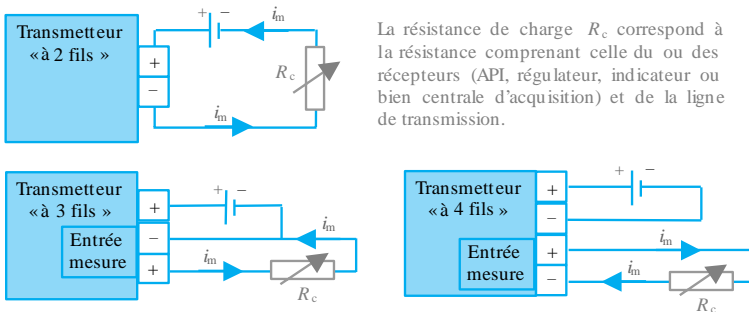 Transmetteur
«à 2 fils »
+
−
+
−
i_m
R_c
i_m
La résistance de charge R_c correspond à
la résistance comprenant celle du ou des
récepteurs (API, régulateur, indicateur ou
bien centrale d'acquisition) et de la ligne
de transmission.
Transmetteur
«à 3 fils »
Entrée
mesure
+
−
+
+
−
i_m
i_m
R_c
Transmetteur
«à 4 fils »
Entrée
mesure
+
−
+
−
+
−
i_m
i_m
R_c